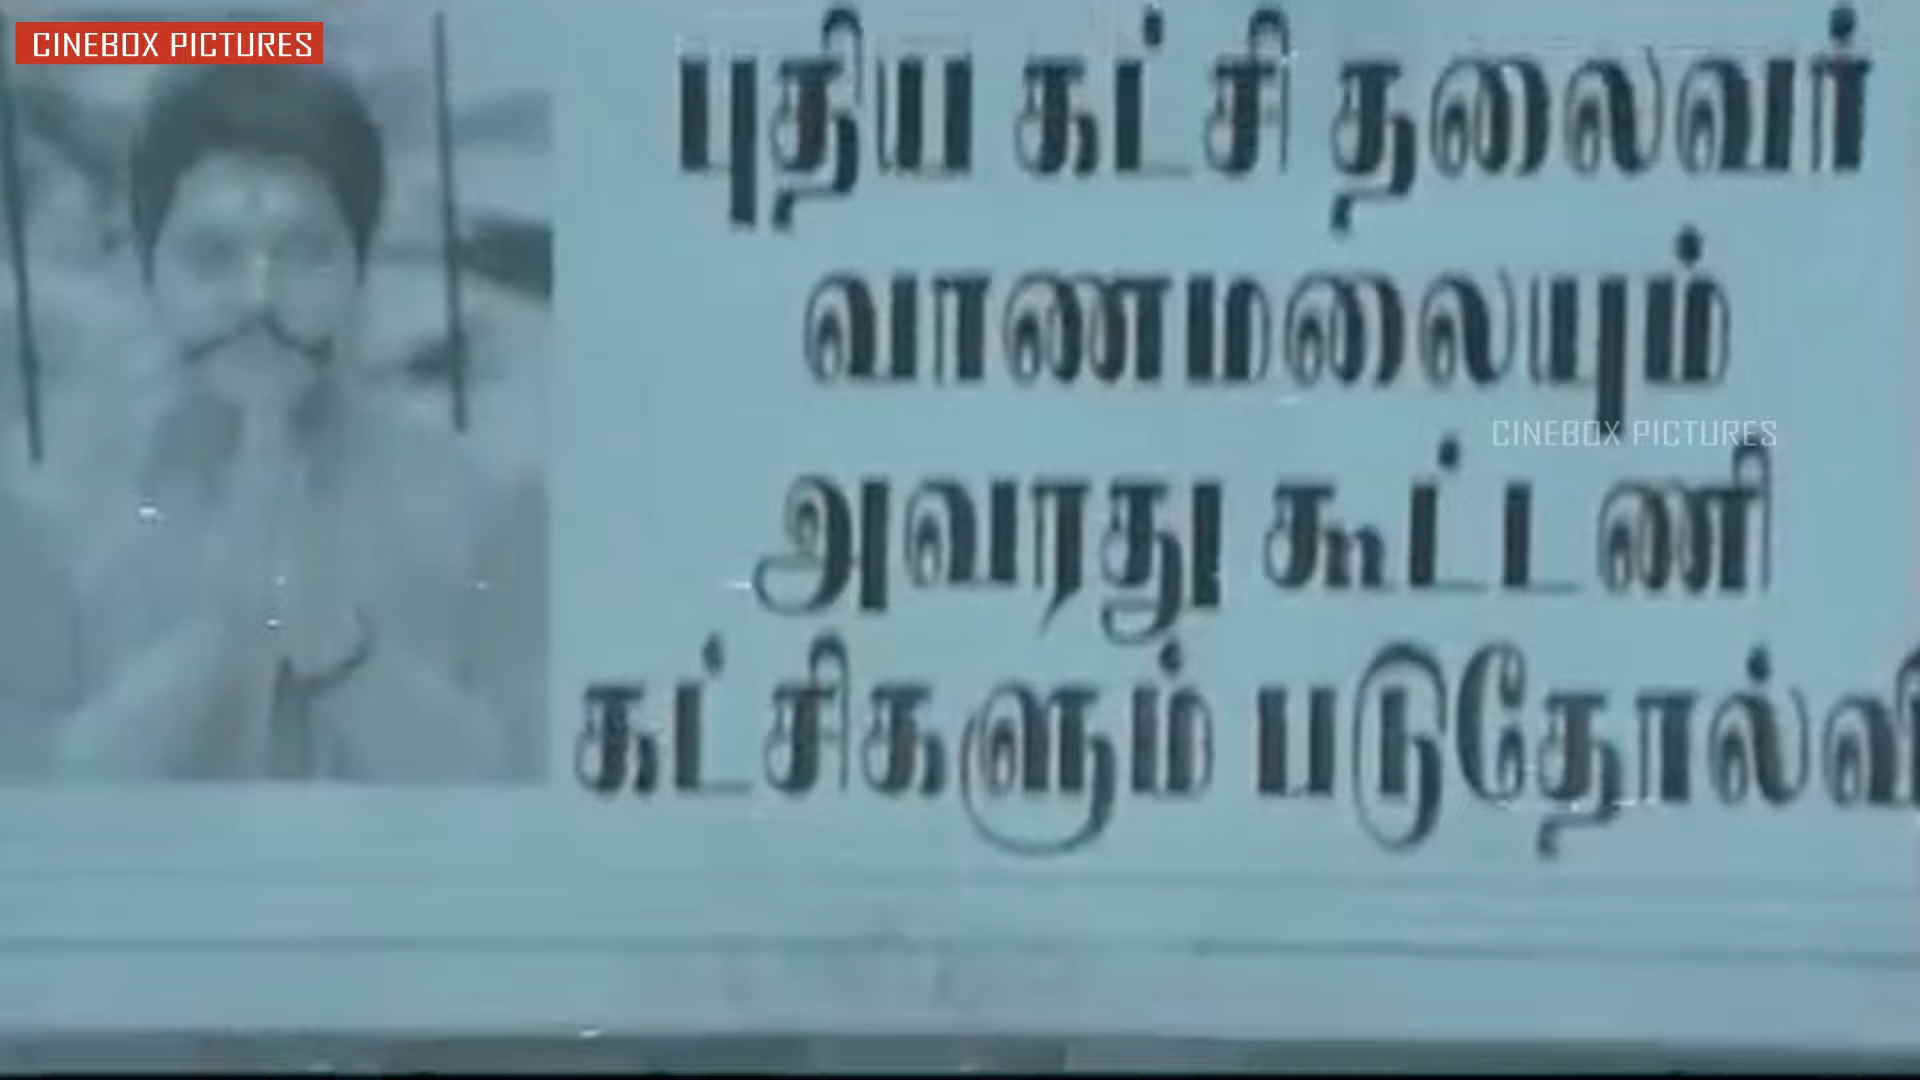 CINEBOX PICTURES
புதிய கட்சி தலைவர்
வாணமலையும்
CINEBOX PICTURES
அவரது கூட்டணி
கட்சிகளும் படுதோல்வி